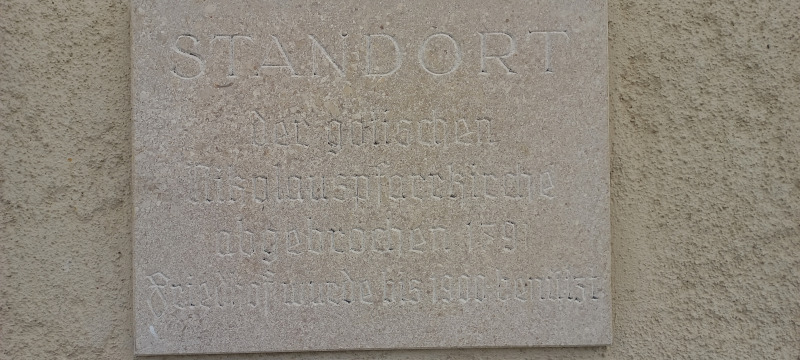 STANDORT
der gotischen
Nikolauspfarrkirche
abgebrochen 1791
Friedhof wurde bis 1900 benützt